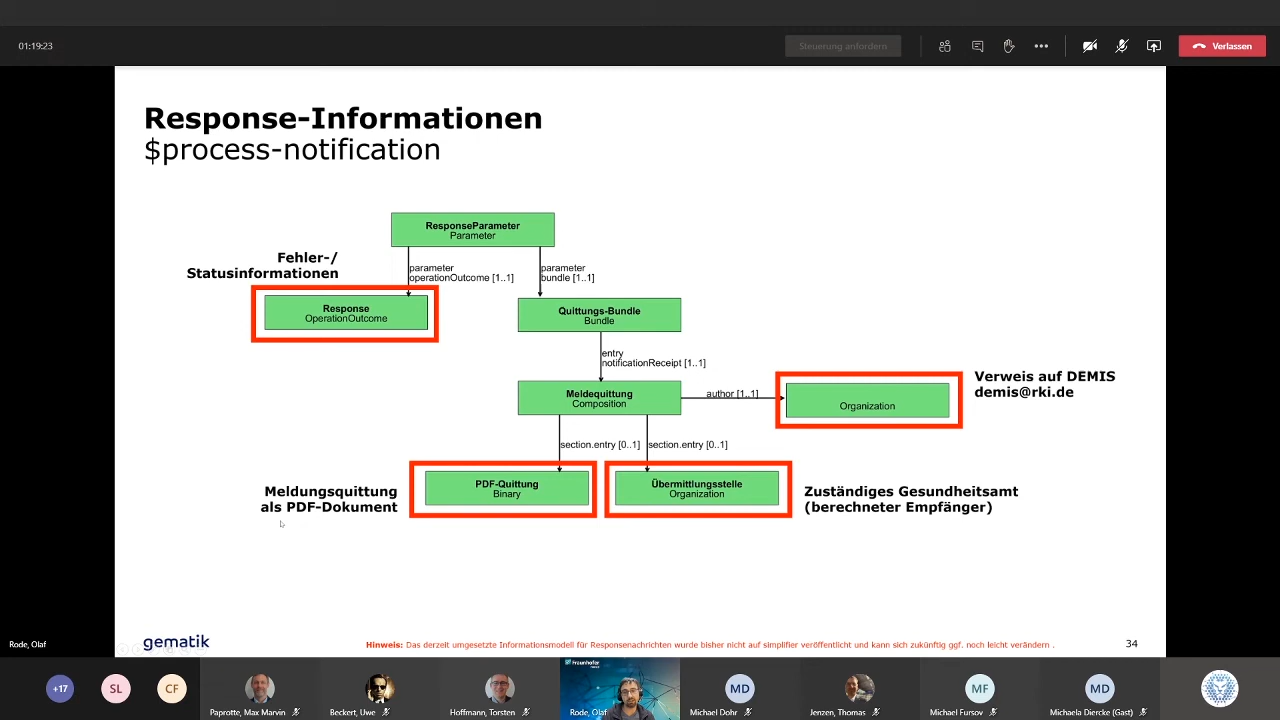 01:19:23
Steuerung anfordern
Verlassen
Response-Informationen
$process-notification
ResponseParameter
Parameter
Fehler-/
Statusinformationen
parameter
operationOutcome [1..1]
parameter
bundle [1..1]
Response
OperationOutcome
Quittungs-Bundle
Bundle
entry
notificationReceipt [1..1]
Meldequittung
Composition
author [1..1]
Organization
Verweis auf DEMIS
demis@rki.de
section.entry [0..1]
section.entry [0..1]
Meldungsquittung
als PDF-Dokument
PDF-Quittung
Binary
Übermittlungsstelle
Organization
Zuständiges Gesundheitsamt
(berechneter Empfänger)
Rode, Olaf
gematik
Hinweis: Das derzeit umgesetzte Informationsmodell für Responsenachrichten wurde bisher nicht auf simplifier veröffentlicht und kann sich zukünftig ggf. noch leicht verändern .
34
+17
SL
CF
Paprotte, Max Marvin
Beckert, Uwe
Hoffmann, Torsten
Fraunhofer
Rode, Olaf
MD
Michael Dohr
Jenzen, Thomas
MF
Michael Fursov
MD
Michaela Diercke (Gast)